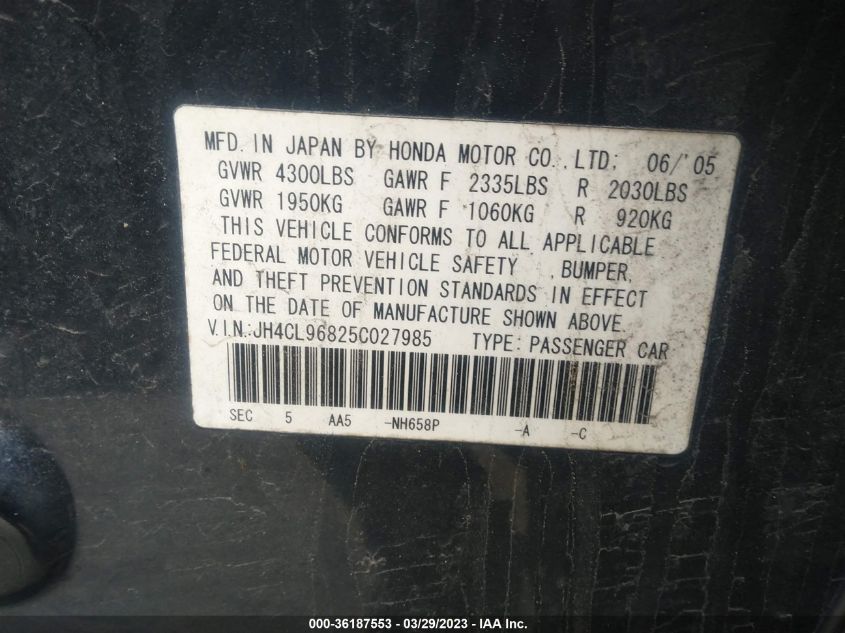 MFD. IN JAPAN BY HONDA MOTOR CO., LTD; 06/'05
GVWR 4300LBS GAWR F 2335LBS R 2030LBS
GVWR 1950KG GAWR F 1060KG R 920KG
THIS VEHICLE CONFORMS TO ALL APPLICABLE
FEDERAL MOTOR VEHICLE SAFETY , BUMPER,
AND THEFT PREVENTION STANDARDS IN EFFECT
ON THE DATE OF MANUFACTURE SHOWN ABOVE.
V.I.N.:JH4CL96825C027985 TYPE: PASSENGER CAR
SEC 5 AA5 -NH658P -A -C
000-36187553 - 03/29/2023 - IAA Inc.